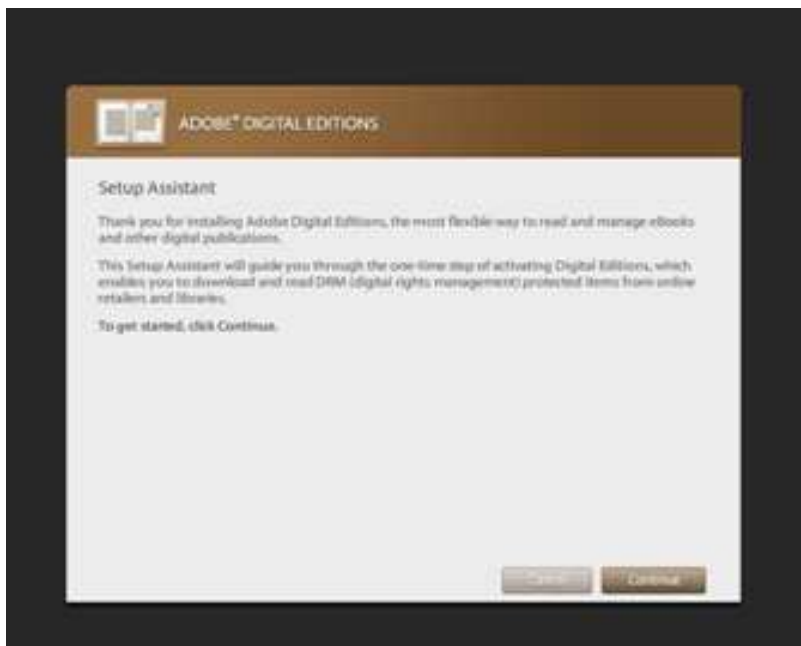 ADOBE® DIGITAL EDITIONS
Setup Assistant
Thank you for installing Adobe Digital Editions, the most flexible way to read and manage eBooks
and other digital publications.
This Setup Assistant will guide you through the one-time step of activating Digital Editions, which
enables you to download and read DRM (digital rights management) protected items from online
retailers and libraries.
To get started, click Continue.
Cancel Continue